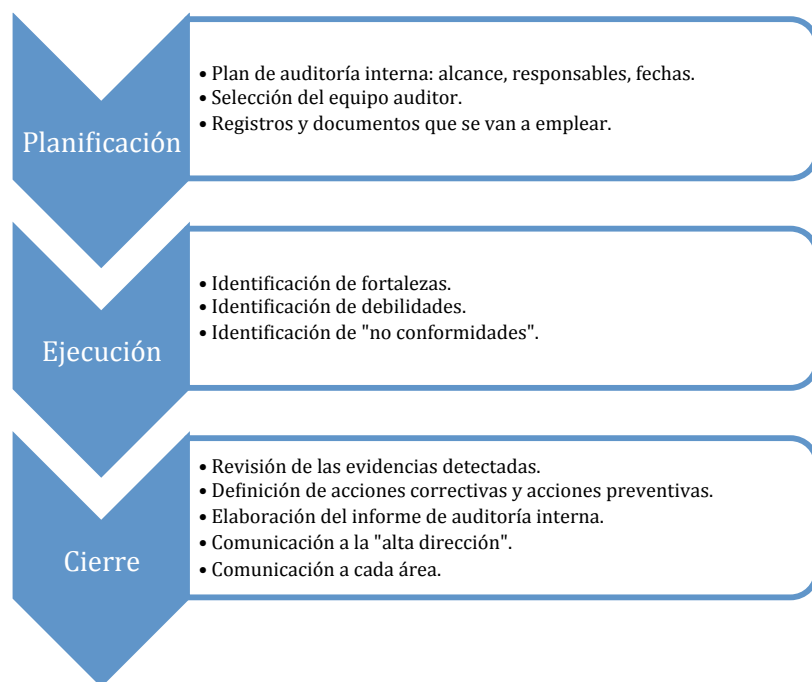 Planificación
• Plan de auditoría interna: alcance, responsables, fechas.
• Selección del equipo auditor.
• Registros y documentos que se van a emplear.
Ejecución
• Identificación de fortalezas.
• Identificación de debilidades.
• Identificación de "no conformidades".
Cierre
• Revisión de las evidencias detectadas.
• Definición de acciones correctivas y acciones preventivas.
• Elaboración del informe de auditoría interna.
• Comunicación a la "alta dirección".
• Comunicación a cada área.